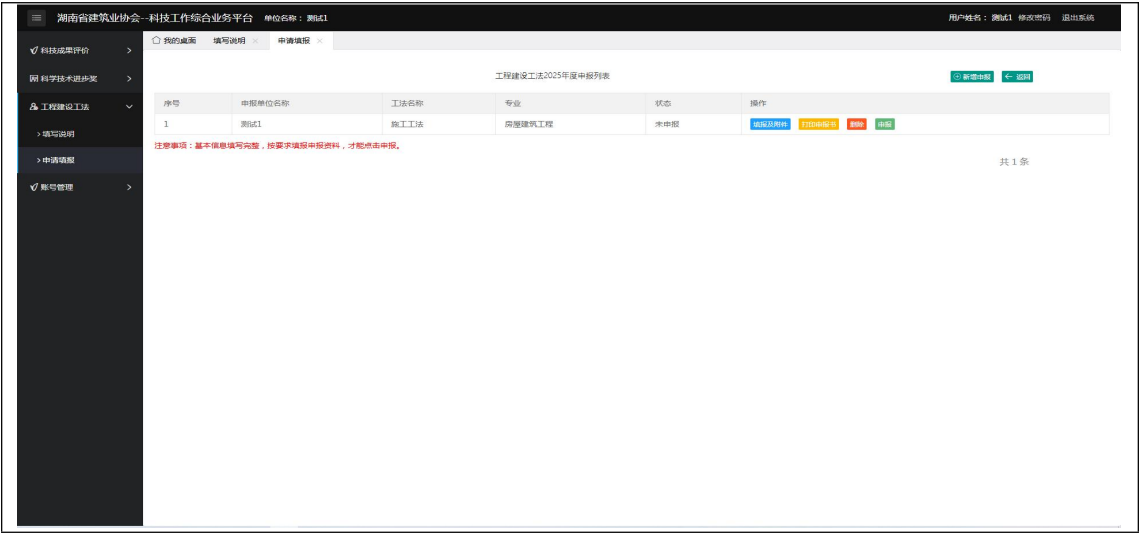 湖南省建筑业协会--科技工作综合业务平台 单位名称：测试1 用户姓名：测试1 修改密码 退出系统
科技成果评价
科学技术进步奖
工程建设工法
>填写说明
>申请填报
账号管理
我的桌面 填写说明 × 申请填报 ×
工程建设工法2025年度申报列表 新增申报 返回
序号 申报单位名称 工法名称 专业 状态 操作
1 测试1 施工工法 房屋建筑工程 未申报 填报及附件 打印申报书 删除 申报
注意事项：基本信息填写完整，按要求填报申报资料，才能点击申报。
共 1 条